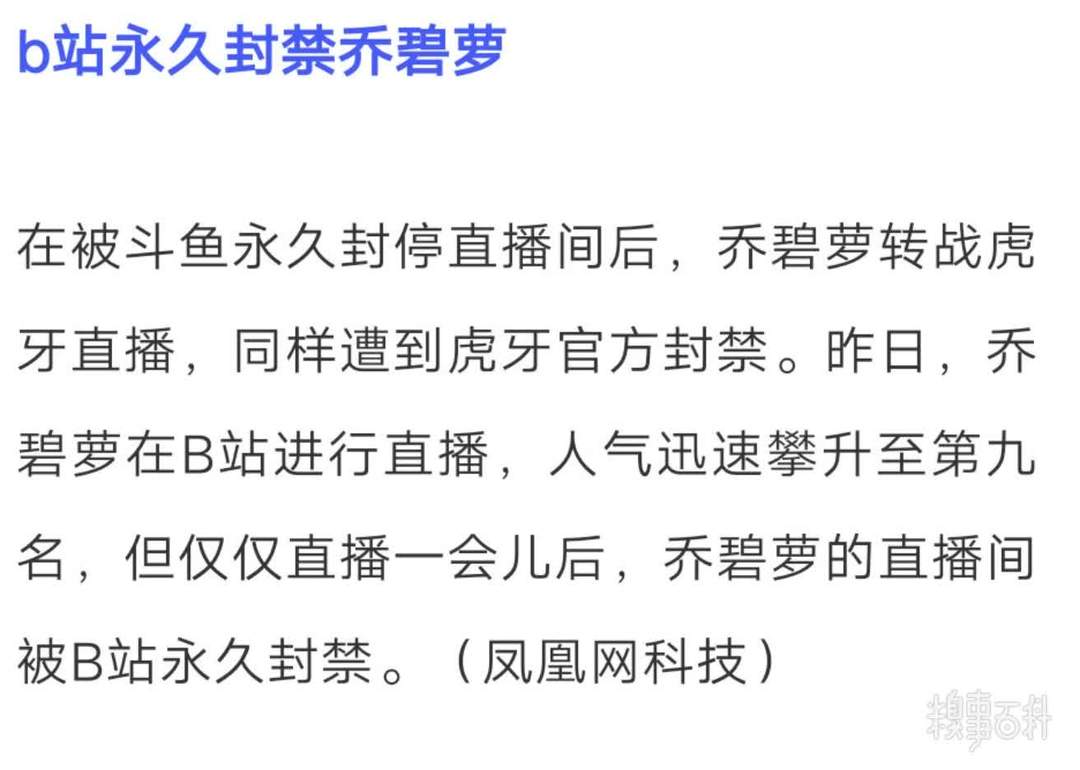 b站永久封禁乔碧萝
在被斗鱼永久封停直播间后，乔碧萝转战虎
牙直播，同样遭到虎牙官方封禁。昨日，乔
碧萝在B站进行直播，人气迅速攀升至第九
名，但仅仅直播一会儿后，乔碧萝的直播间
被B站永久封禁。（凤凰网科技）
糗事百科